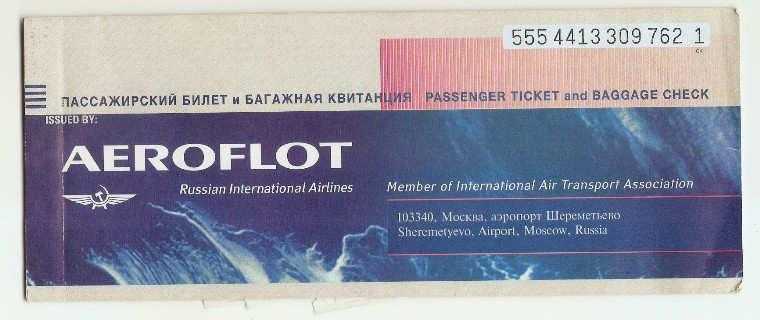 555 4413 309 762 1
CK
ПАССАЖИРСКИЙ БИЛЕТ и БАГАЖНАЯ КВИТАНЦИЯ PASSENGER TICKET and BAGGAGE CHECK
ISSUED BY:
AEROFLOT
Russian International Airlines
Member of International Air Transport Association
103340, Москва, аэропорт Шереметьево
Sheremetyevo, Airport, Moscow, Russia